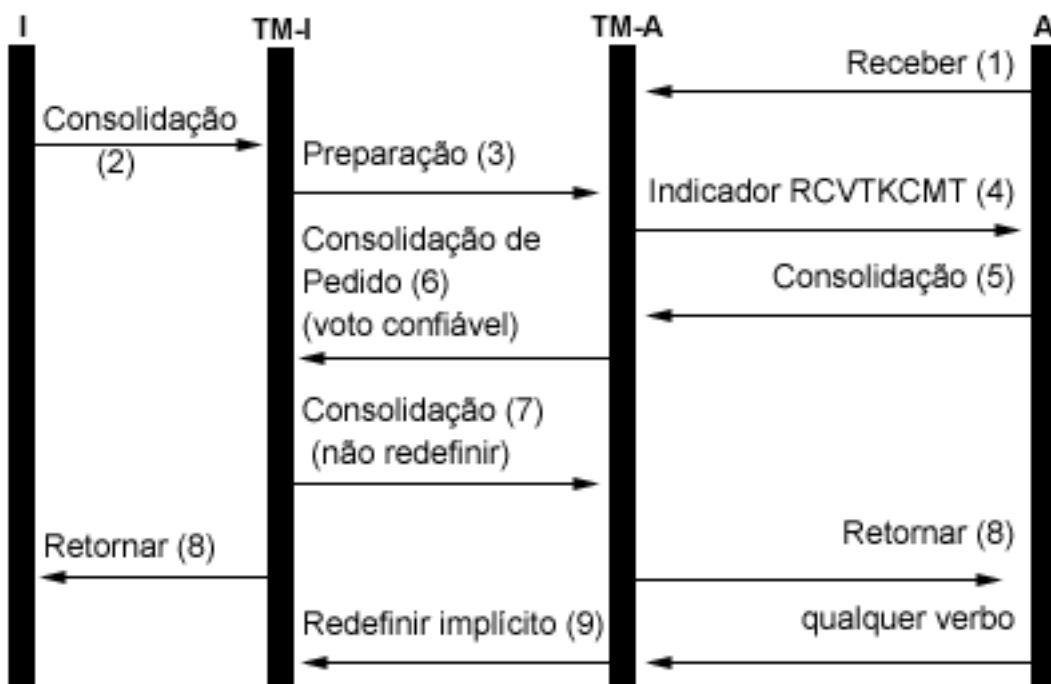 I
TM-I
TM-A
A
Receber (1)
Consolidação
(2)
Preparação (3)
Indicador RCVTKCMT (4)
Consolidação de
Pedido (6)
(voto confiável)
Consolidação (5)
Consolidação (7)
(não redefinir)
Retornar (8)
Retornar (8)
Redefinir implícito (9)
qualquer verbo